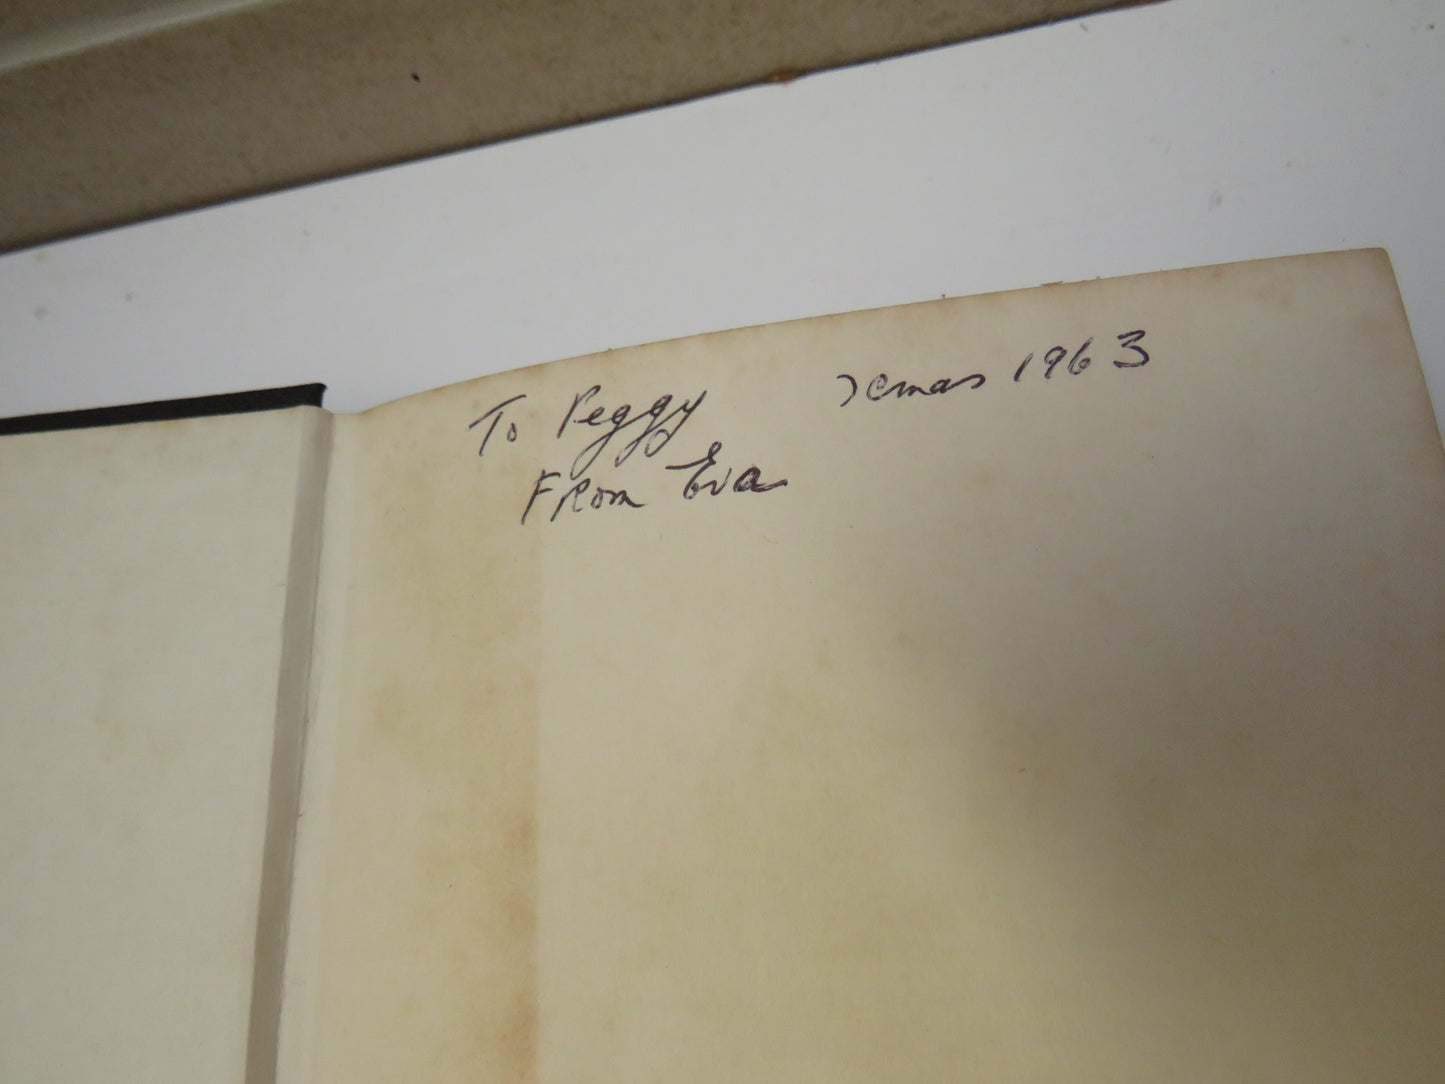 To Peggy xmas 1963
From Eva